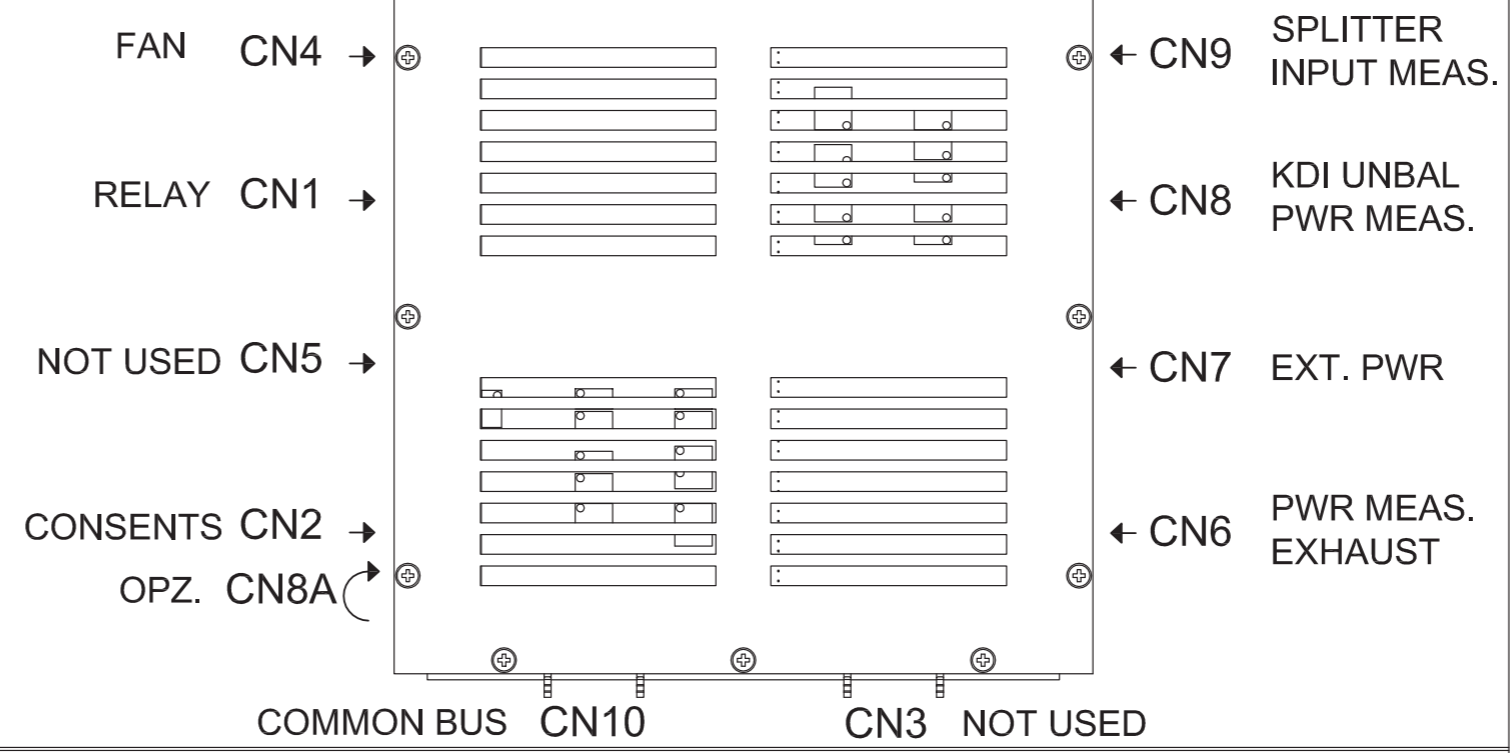 FAN CN4
CN9 SPLITTER
INPUT MEAS.
RELAY CN1
CN8 KDI UNBAL
PWR MEAS.
NOT USED CN5
CN7 EXT. PWR
CONSENTS CN2
CN6 PWR MEAS.
EXHAUST
OPZ. CN8A
COMMON BUS CN10
CN3 NOT USED